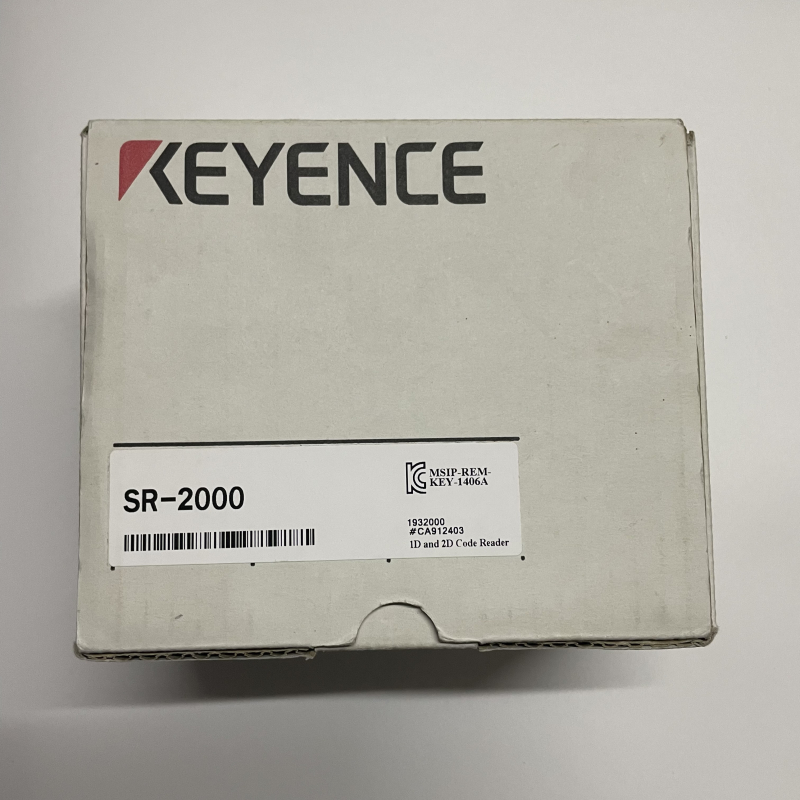 KEYENCE
SR-2000
MSIP-REM-
KEY-1406A
1932000
#CA912403
1D and 2D Code Reader